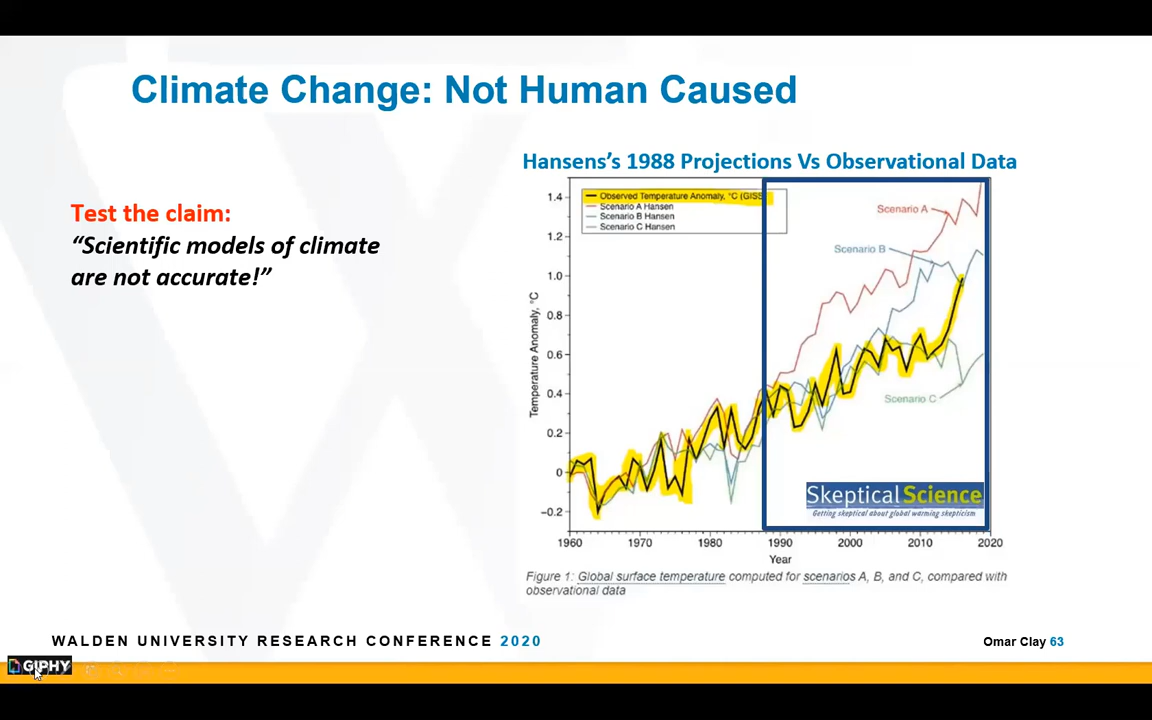 Climate Change: Not Human Caused
Hansens's 1988 Projections Vs Observational Data
Test the claim:
"Scientific models of climate
are not accurate!"
1.4
1.2
1.0
0.8
0.6
0.4
0.2
0
−0.2
Temperature Anomaly, °C
Observed Temperature Anomaly, °C (GISS
Scenario A Hansen
Scenario B Hansen
Scenario C Hansen
Scenario A
Scenario B
Scenario C
Skeptical Science
Getting skeptical about global warming skepticism
1960 1970 1980 1990 2000 2010 2020
Year
Figure 1: Global surface temperature computed for scenarios A, B, and C, compared with
observational data
WALDEN UNIVERSITY RESEARCH CONFERENCE 2020
Omar Clay 63
GIPHY